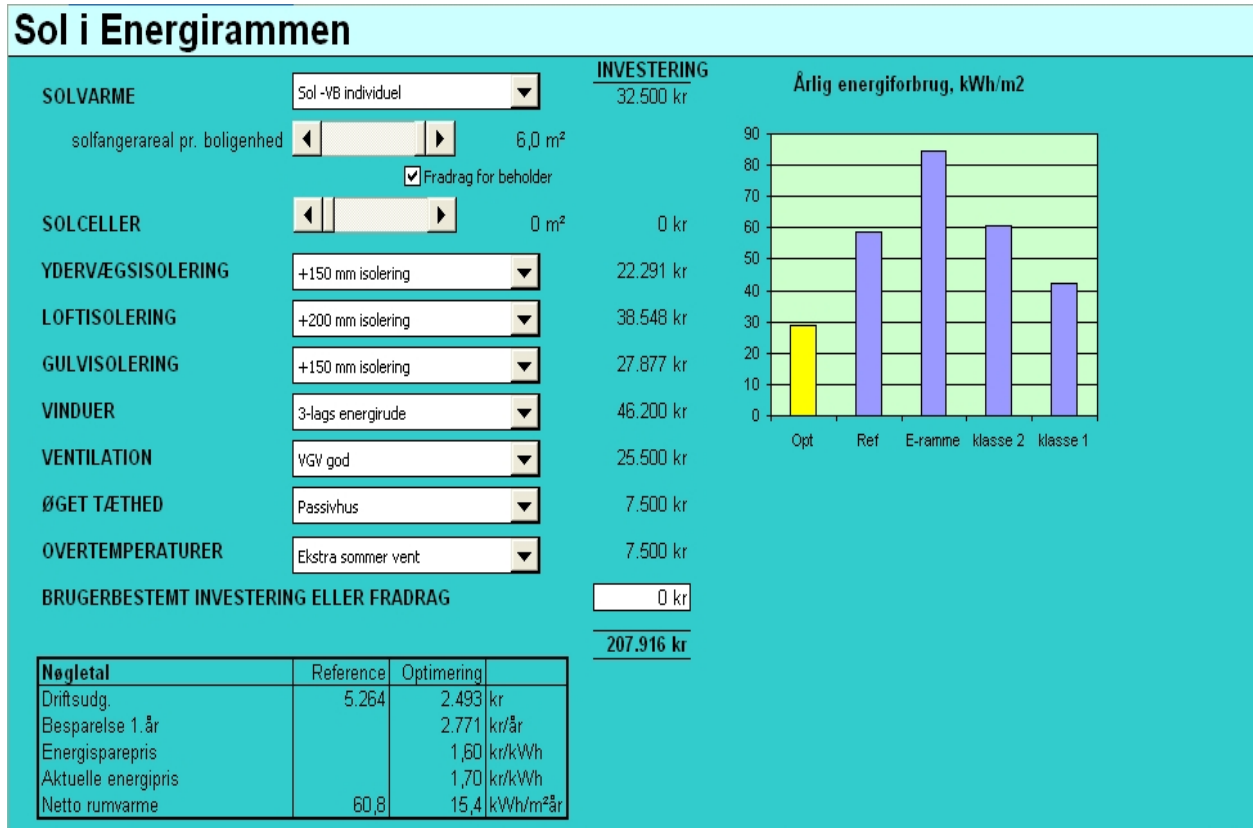 Sol i Energirammen
INVESTERING
SOLVARME Sol -VB individuel 32.500 kr
solfangerareal pr. boligenhed 6,0 m²
Fradrag for beholder
SOLCELLER 0 m² 0 kr
YDERVÆGSISOLERING +150 mm isolering 22.291 kr
LOFTISOLERING +200 mm isolering 38.548 kr
GULVISOLERING +150 mm isolering 27.877 kr
VINDUER 3-lags energirude 46.200 kr
VENTILATION VGV god 25.500 kr
ØGET TÆTHED Passivhus 7.500 kr
OVERTEMPERATURER Ekstra sommer vent 7.500 kr
BRUGERBESTEMT INVESTERING ELLER FRADRAG 0 kr
207.916 kr
Nøgletal Reference Optimering
Driftsudg. 5.264 2.493 kr
Besparelse 1.år 2.771 kr/år
Energisparepris 1,60 kr/kWh
Aktuelle energipris 1,70 kr/kWh
Netto rumvarme 60,8 15,4 kWh/m²år
Årlig energiforbrug, kWh/m2
90
80
70
60
50
40
30
20
10
0
Opt Ref E-ramme klasse 2 klasse 1